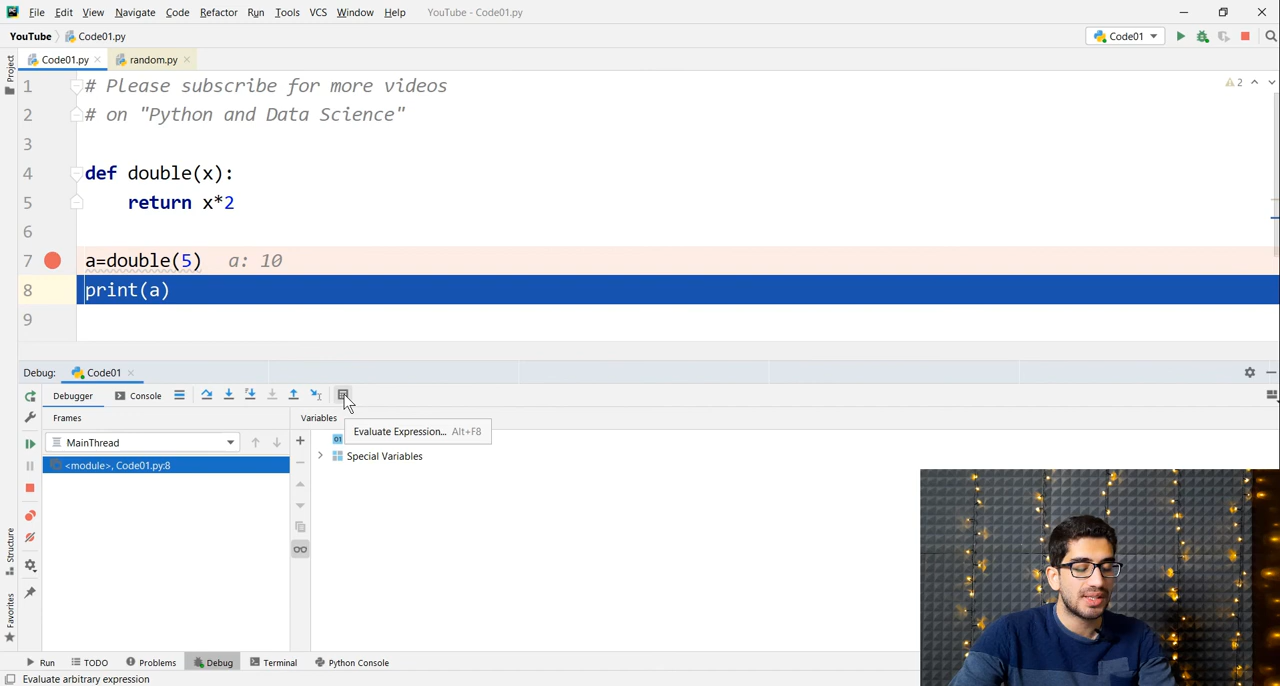 File Edit View Navigate Code Refactor Run Tools VCS Window Help YouTube - Code01.py
YouTube Code01.py Code01
Project
Code01.py random.py
1 # Please subscribe for more videos 2
2 # on "Python and Data Science"
3
4 def double(x):
5 return x*2
6
7 a=double(5) a: 10
8 print(a)
9
Debug: Code01
Debugger Console
Frames Variables
MainThread
Evaluate Expression... Alt+F8
01
<module>, Code01.py:8 Special Variables
Structure
Favorites
Run TODO Problems Debug Terminal Python Console
Evaluate arbitrary expression